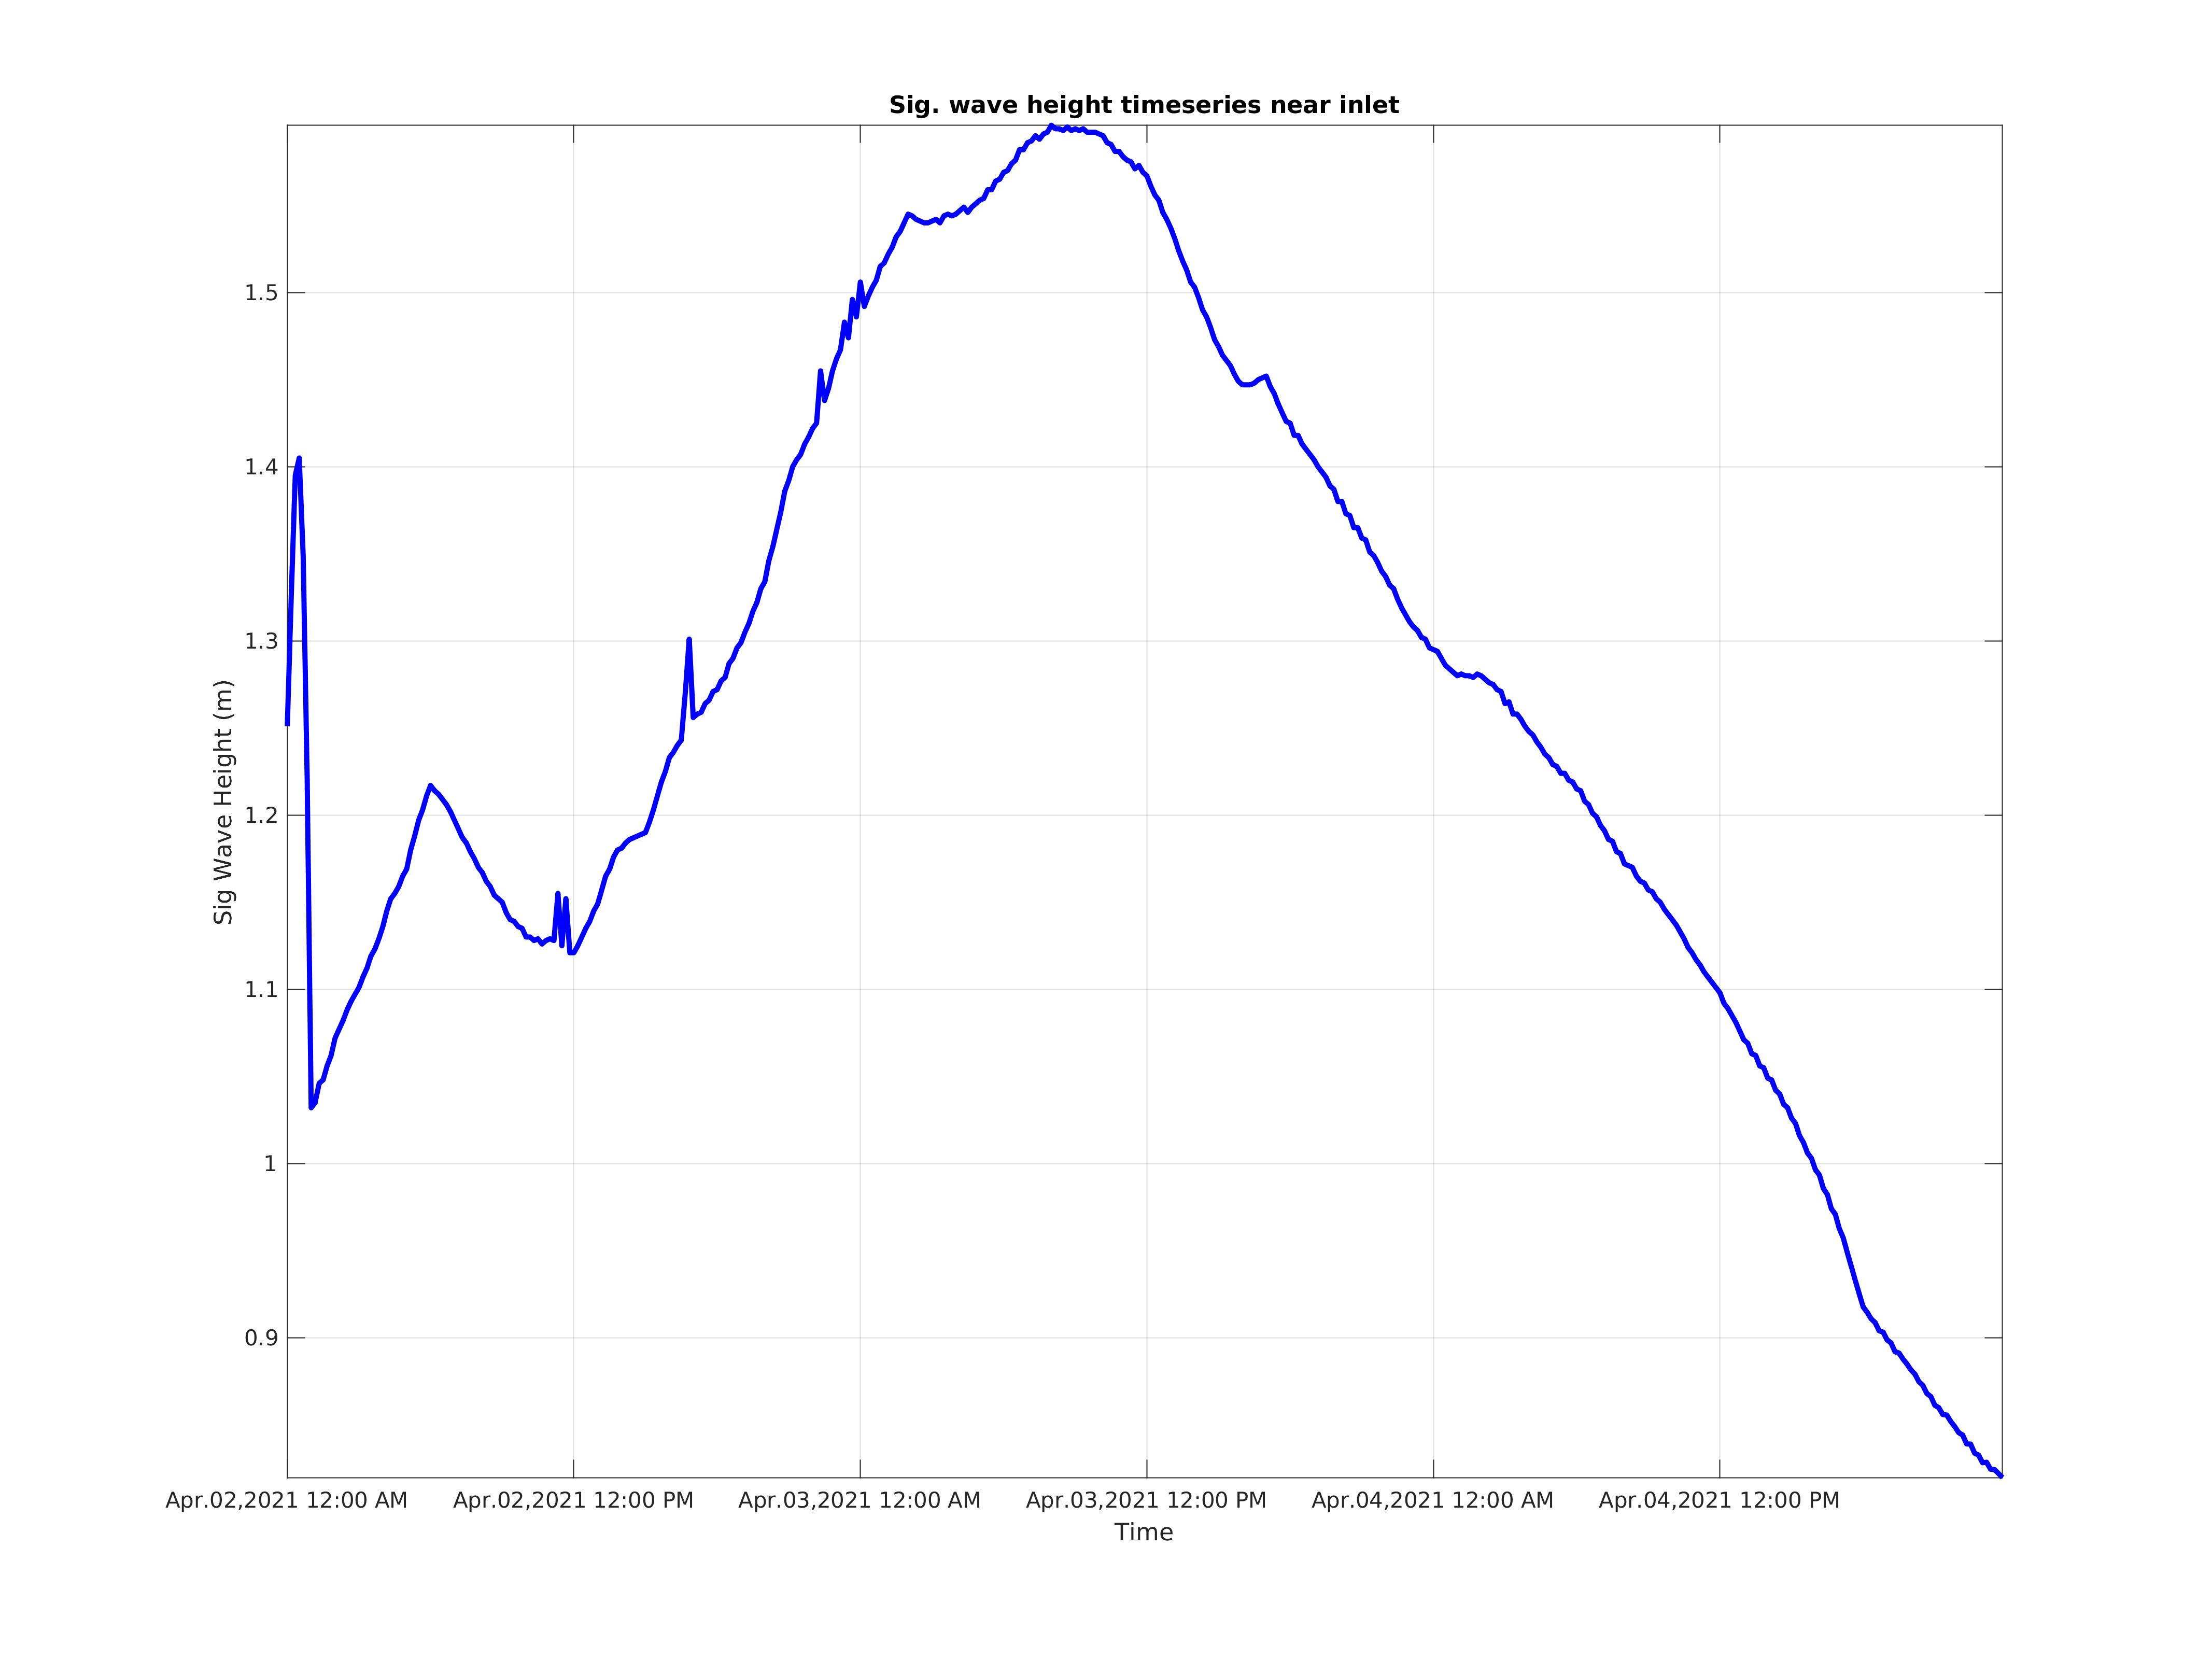 Sig. wave height timeseries near inlet
Sig Wave Height (m)
1.5
1.4
1.3
1.2
1.1
1
0.9
Apr.02,2021 12:00 AM
Apr.02,2021 12:00 PM
Apr.03,2021 12:00 AM
Apr.03,2021 12:00 PM
Apr.04,2021 12:00 AM
Apr.04,2021 12:00 PM
Time